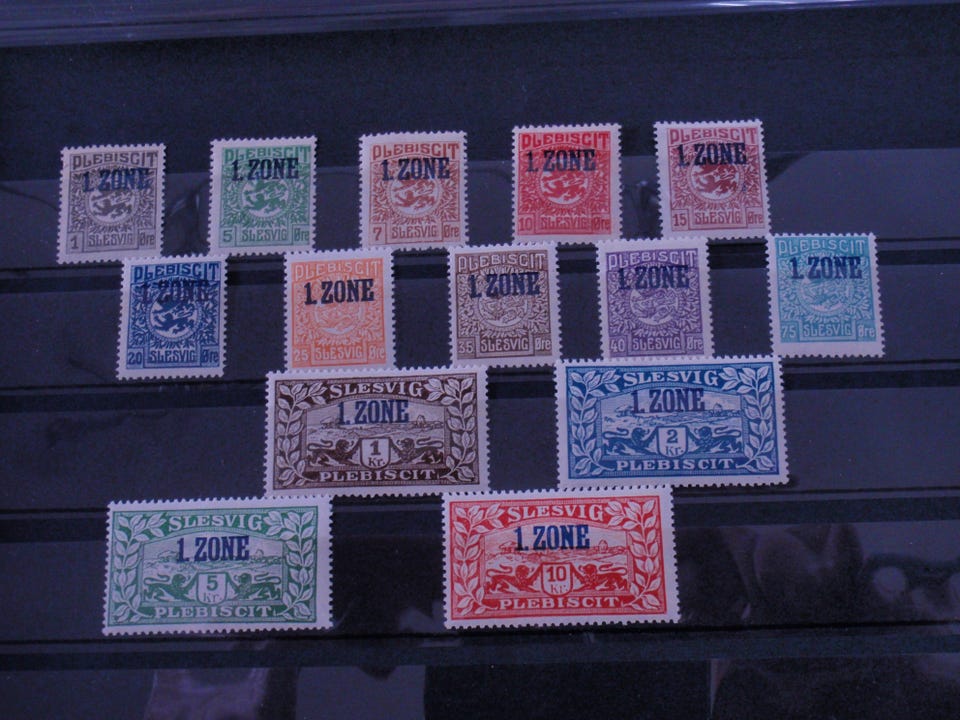 PLEBISCIT
1. ZONE
1 SLESVIG Øre
PLEBISCIT
1. ZONE
5 SLESVIG Øre
PLEBISCIT
1. ZONE
7 SLESVIG Øre
PLEBISCIT
1. ZONE
10 SLESVIG Øre
PLEBISCIT
1. ZONE
15 SLESVIG Øre
PLEBISCIT
1. ZONE
20 SLESVIG Øre
PLEBISCIT
1. ZONE
25 SLESVIG Øre
PLEBISCIT
1. ZONE
35 SLESVIG Øre
PLEBISCIT
1. ZONE
40 SLESVIG Øre
PLEBISCIT
1. ZONE
75 SLESVIG Øre
SLESVIG
1. ZONE
1
Kr.
PLEBISCIT
SLESVIG
1. ZONE
2
Kr.
PLEBISCIT
SLESVIG
1. ZONE
5
Kr.
PLEBISCIT
SLESVIG
1. ZONE
10
Kr.
PLEBISCIT